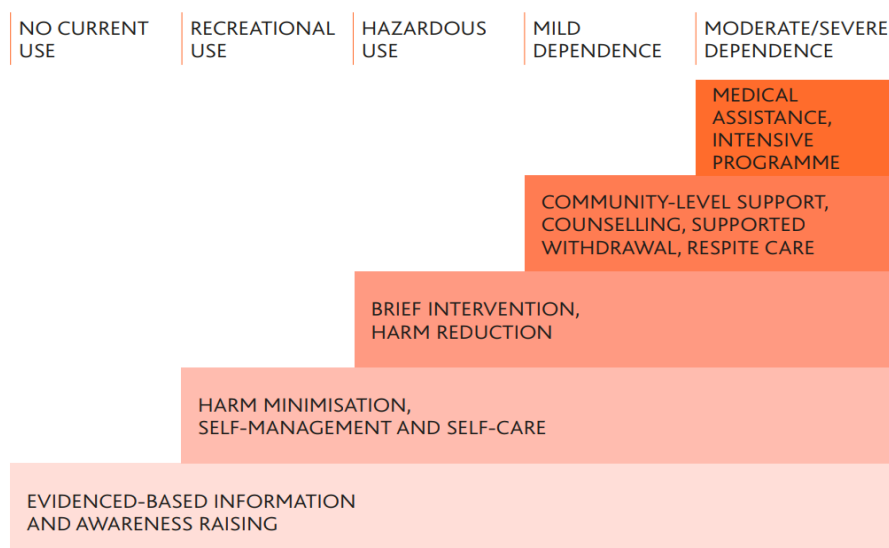 NO CURRENT
USE
RECREATIONAL
USE
HAZARDOUS
USE
MILD
DEPENDENCE
MODERATE/SEVERE
DEPENDENCE
MEDICAL
ASSISTANCE,
INTENSIVE
PROGRAMME
COMMUNITY-LEVEL SUPPORT,
COUNSELLING, SUPPORTED
WITHDRAWAL, RESPITE CARE
BRIEF INTERVENTION,
HARM REDUCTION
HARM MINIMISATION,
SELF-MANAGEMENT AND SELF-CARE
EVIDENCED-BASED INFORMATION
AND AWARENESS RAISING